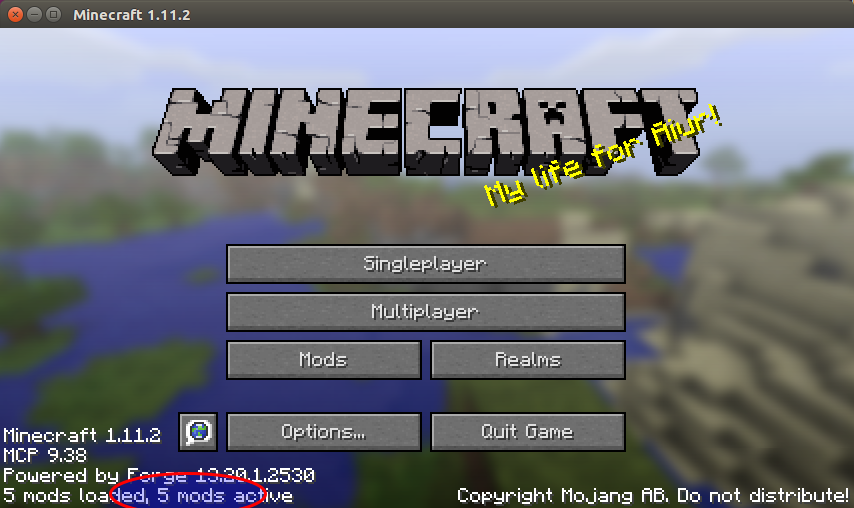 Minecraft 1.11.2
MINECRAFT
My life for Aiur!
Singleplayer
Multiplayer
Mods
Realms
Options...
Quit Game
Minecraft 1.11.2
MCP 9.38
Powered by Forge 13.20.1.2530
5 mods loaded, 5 mods active
Copyright Mojang AB. Do not distribute!